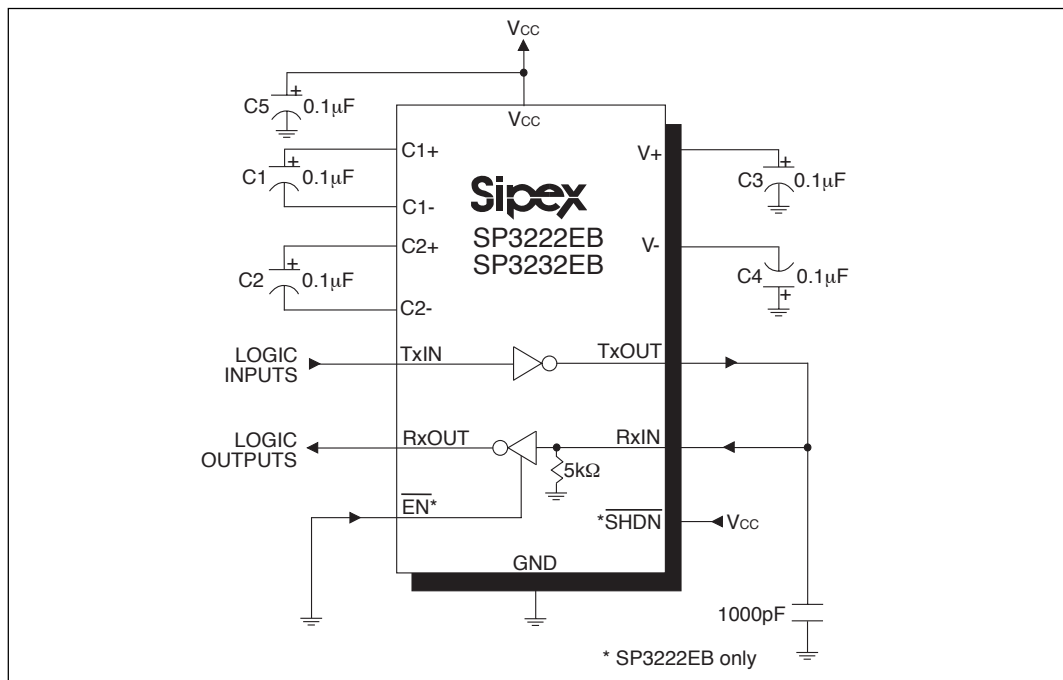 VCC
C5
+
0.1µF
VCC
C1
+
0.1µF
C1+
C1-
V+
+
C3
0.1µF
Sipex
SP3222EB
SP3232EB
C2
+
0.1µF
C2+
C2-
V-
C4
0.1µF
+
LOGIC
INPUTS
TxIN
TxOUT
LOGIC
OUTPUTS
RxOUT
RxIN
5kΩ
EN*
*SHDN
VCC
GND
1000pF
* SP3222EB only